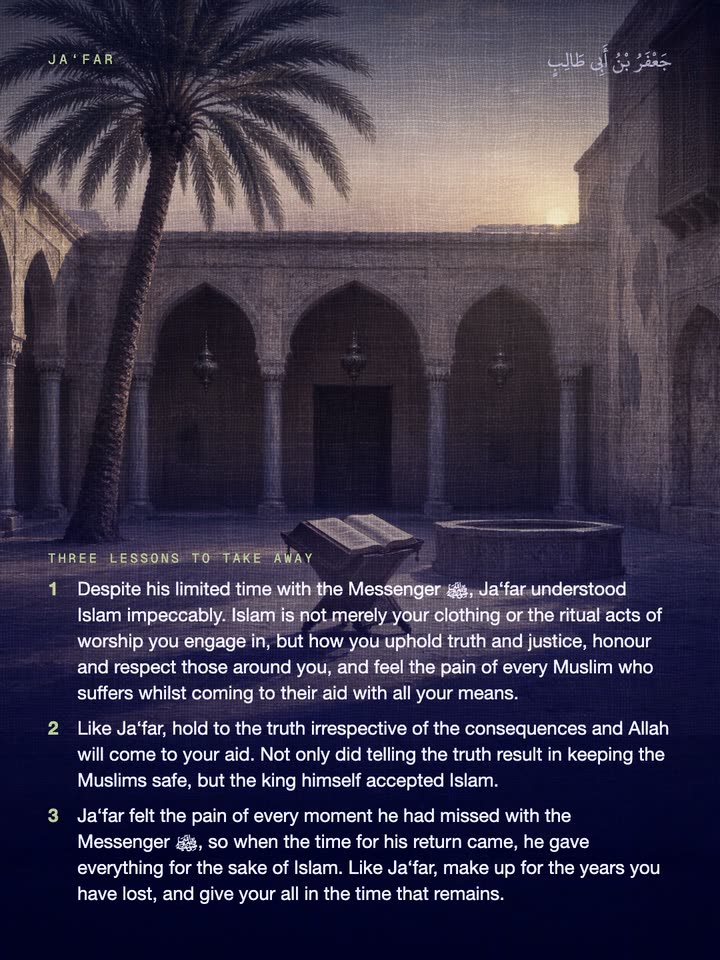 JA‘FAR
جَعْفَرُ بْنُ أَبِي طَالِبٍ
THREE LESSONS TO TAKE AWAY
1 Despite his limited time with the Messenger ﷺ, Ja‘far understood
Islam impeccably. Islam is not merely your clothing or the ritual acts of
worship you engage in, but how you uphold truth and justice, honour
and respect those around you, and feel the pain of every Muslim who
suffers whilst coming to their aid with all your means.
2 Like Ja‘far, hold to the truth irrespective of the consequences and Allah
will come to your aid. Not only did telling the truth result in keeping the
Muslims safe, but the king himself accepted Islam.
3 Ja‘far felt the pain of every moment he had missed with the
Messenger ﷺ, so when the time for his return came, he gave
everything for the sake of Islam. Like Ja‘far, make up for the years you
have lost, and give your all in the time that remains.